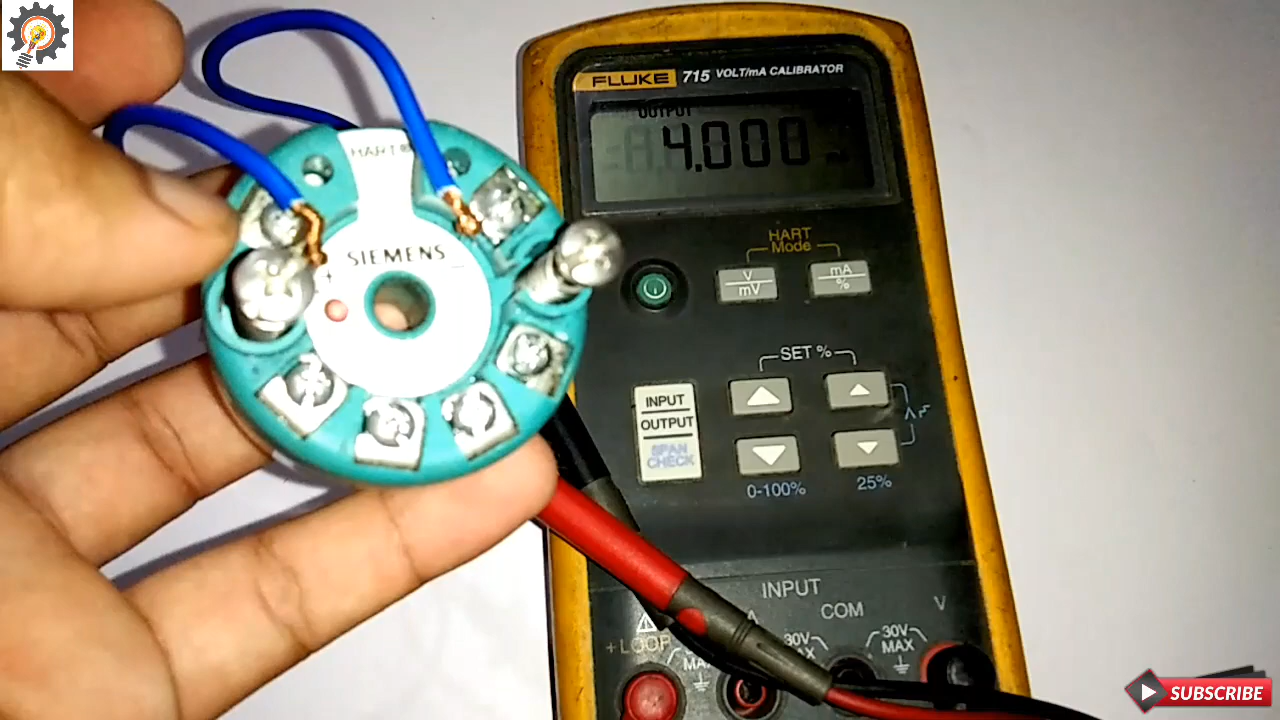 HART®
SIEMENS
+
−
FLUKE 715 VOLT/mA CALIBRATOR
OUTPUT
4.000
HART
Mode
V
mV
mA
%
SET %
INPUT
OUTPUT
SPAN
CHECK
0-100%
25%
INPUT
A
COM
V
+LOOP
30V
MAX
30V
MAX
SUBSCRIBE